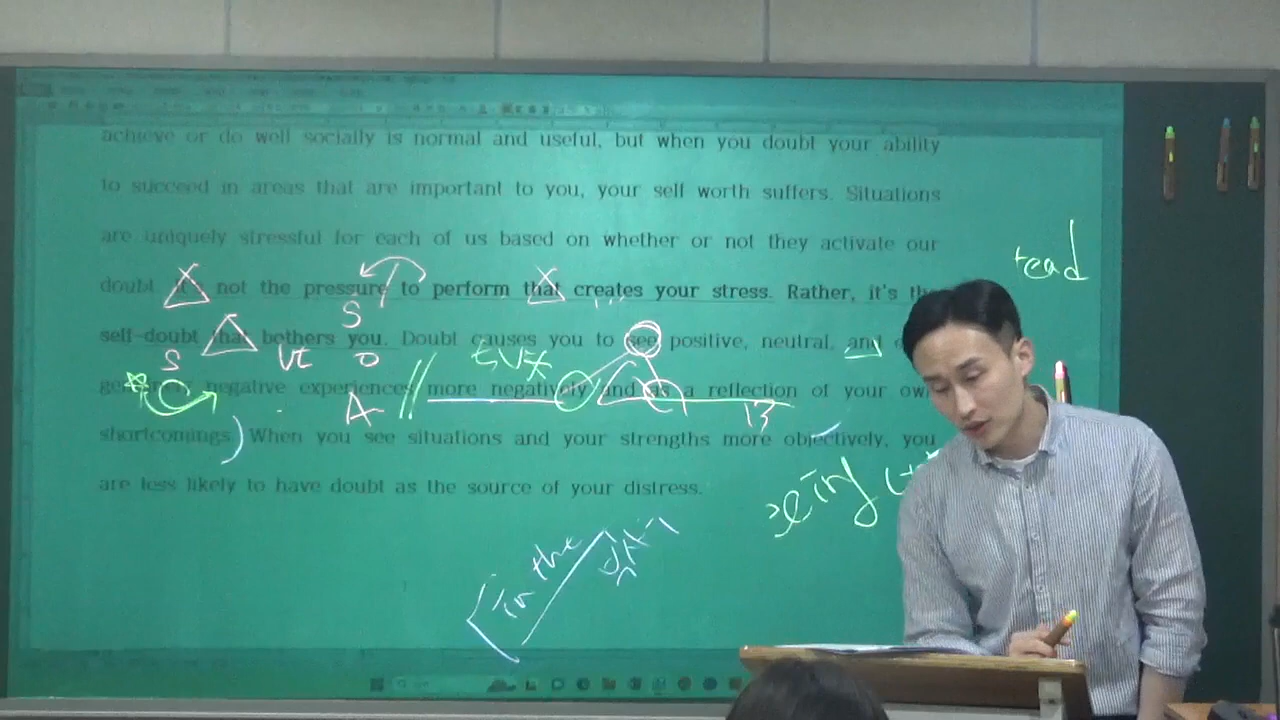 achieve or do well socially is normal and useful, but when you doubt your ability
to succeed in areas that are important to you, your self worth suffers. Situations
are uniquely stressful for each of us based on whether or not they activate our
doubt. It's not the pressure to perform that creates your stress. Rather, it's the
self-doubt that bothers you. Doubt causes you to see positive, neutral, and
negative experiences more negatively and as a reflection of your own
shortcomings. When you see situations and your strengths more objectively, you
are less likely to have doubt as the source of your distress.
S
S
Vt
O
A
in the